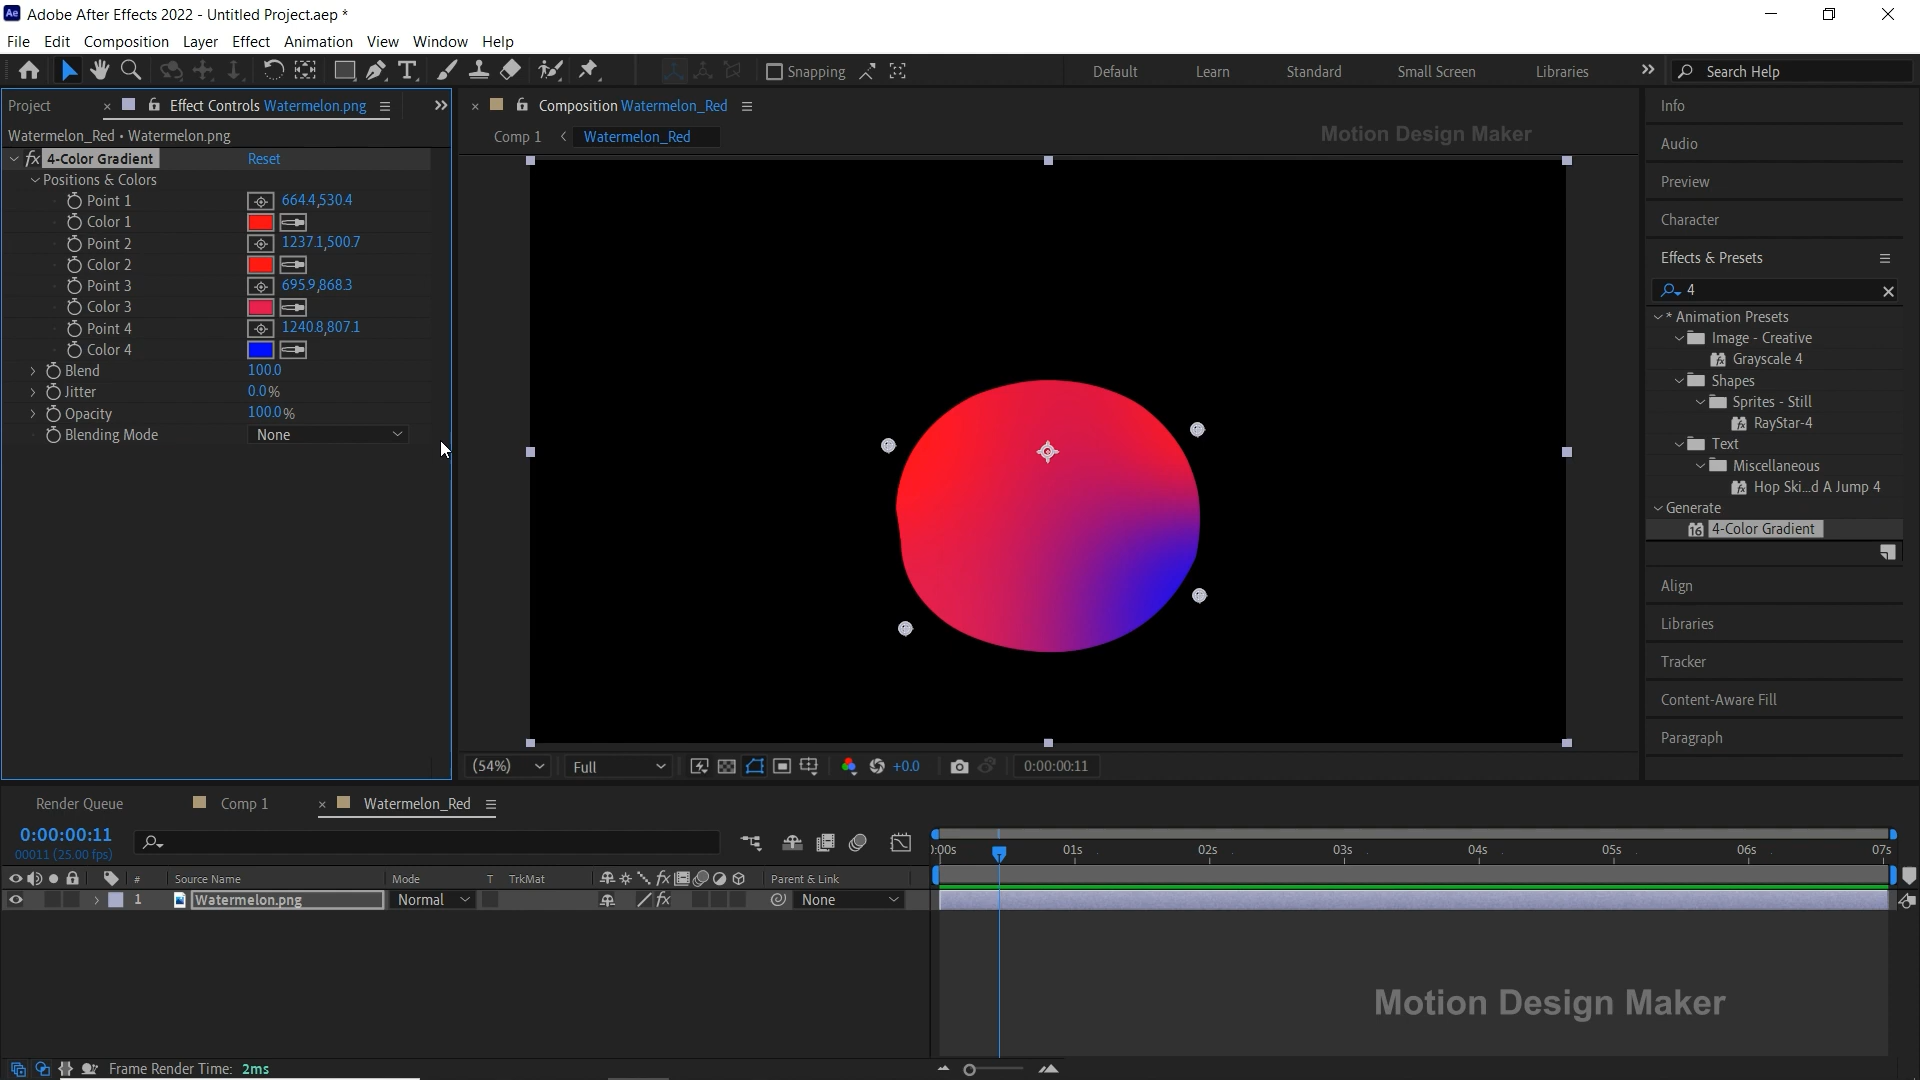 Adobe After Effects 2022 - Untitled Project.aep *
File Edit Composition Layer Effect Animation View Window Help
Snapping Default Learn Standard Small Screen Libraries Search Help
Project Effect Controls Watermelon.png
Watermelon_Red • Watermelon.png
fx 4-Color Gradient Reset
Positions & Colors
Point 1 664.4,530.4
Color 1
Point 2 1237.1,500.7
Color 2
Point 3 695.9,868.3
Color 3
Point 4 1240.8,807.1
Color 4
Blend 100.0
Jitter 0.0%
Opacity 100.0%
Blending Mode None
Composition Watermelon_Red
Comp 1 Watermelon_Red
Motion Design Maker
(54%) Full +0.0 0:00:00:11
Info
Audio
Preview
Character
Effects & Presets
4
* Animation Presets
Image - Creative
Grayscale 4
Shapes
Sprites - Still
RayStar-4
Text
Miscellaneous
Hop Ski...d A Jump 4
Generate
4-Color Gradient
Align
Libraries
Tracker
Content-Aware Fill
Paragraph
Render Queue Comp 1 Watermelon_Red
0:00:00:11
00011 (25.00 fps)
):00s 01s 02s 03s 04s 05s 06s 07s
# Source Name Mode T TrkMat fx Parent & Link
1 Watermelon.png Normal fx None
Motion Design Maker
Frame Render Time: 2ms